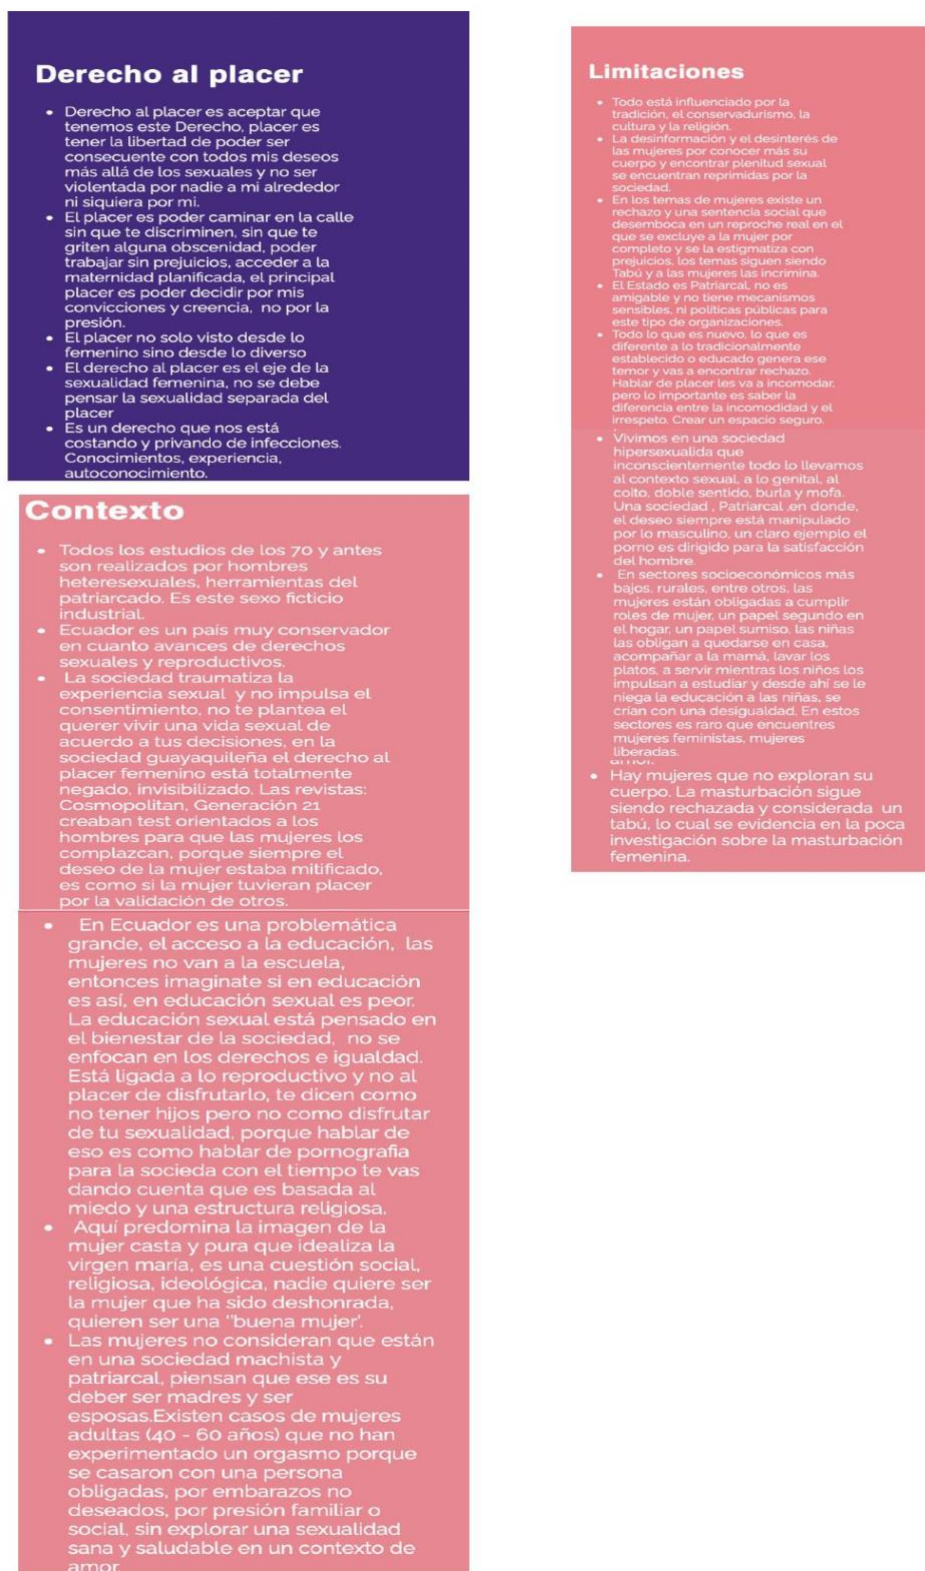 Derecho al placer
• Derecho al placer es aceptar que
tenemos este Derecho, placer es
tener la libertad de poder ser
consecuente con todos mis deseos
más allá de los sexuales y no ser
violentada por nadie a mi alrededor
ni siquiera por mi.
• El placer es poder caminar en la calle
sin que te discriminen, sin que te
griten alguna obscenidad, poder
trabajar sin prejuicios, acceder a la
maternidad planificada, el principal
placer es poder decidir por mis
convicciones y creencia, no por la
presión.
• El placer no solo visto desde lo
femenino sino desde lo diverso
• El derecho al placer es el eje de la
sexualidad femenina, no se debe
pensar la sexualidad separada del
placer
• Es un derecho que nos está
costando y privando de infecciones.
Conocimientos, experiencia,
autoconocimiento.
Contexto
• Todos los estudios de los 70 y antes
son realizados por hombres
heteresexuales, herramientas del
patriarcado. Es este sexo ficticio
industrial.
• Ecuador es un país muy conservador
en cuanto avances de derechos
sexuales y reproductivos.
• La sociedad traumatiza la
experiencia sexual y no impulsa el
consentimiento, no te plantea el
querer vivir una vida sexual de
acuerdo a tus decisiones, en la
sociedad guayaquileña el derecho al
placer femenino está totalmente
negado, invisibilizado. Las revistas:
Cosmopolitan, Generación 21
creaban test orientados a los
hombres para que las mujeres los
complazcan, porque siempre el
deseo de la mujer estaba mitificado,
es como si la mujer tuvieran placer
por la validación de otros.
• En Ecuador es una problemática
grande, el acceso a la educación, las
mujeres no van a la escuela,
entonces imaginate si en educación
es así, en educación sexual es peor.
La educación sexual está pensado en
el bienestar de la sociedad, no se
enfocan en los derechos e igualdad.
Está ligada a lo reproductivo y no al
placer de disfrutarlo, te dicen como
no tener hijos pero no como disfrutar
de tu sexualidad, porque hablar de
eso es como hablar de pornografia
para la socieda con el tiempo te vas
dando cuenta que es basada al
miedo y una estructura religiosa.
• Aquí predomina la imagen de la
mujer casta y pura que idealiza la
virgen maría, es una cuestión social,
religiosa, ideológica, nadie quiere ser
la mujer que ha sido deshonrada,
quieren ser una "buena mujer'.
• Las mujeres no consideran que están
en una sociedad machista y
patriarcal, piensan que ese es su
deber ser madres y ser
esposas.Existen casos de mujeres
adultas (40 - 60 años) que no han
experimentado un orgasmo porque
se casaron con una persona
obligadas, por embarazos no
deseados, por presión familiar o
social, sin explorar una sexualidad
sana y saludable en un contexto de
amor.
Limitaciones
• Todo está influenciado por la
tradición, el conservadurismo, la
cultura y la religión.
• La desinformación y el desinterés de
las mujeres por conocer más su
cuerpo y encontrar plenitud sexual
se encuentran reprimidas por la
sociedad.
• En los temas de mujeres existe un
rechazo y una sentencia social que
desemboca en un reproche real en el
que se excluye a la mujer por
completo y se la estigmatiza con
prejuicios, los temas siguen siendo
Tabú y a las mujeres las incrimina.
• El Estado es Patriarcal, no es
amigable y no tiene mecanismos
sensibles, ni políticas públicas para
este tipo de organizaciones.
• Todo lo que es nuevo, lo que es
diferente a lo tradicionalmente
establecido o educado genera ese
temor y vas a encontrar rechazo.
Hablar de placer les va a incomodar,
pero lo importante es saber la
diferencia entre la incomodidad y el
irrespeto. Crear un espacio seguro.
• Vivimos en una sociedad
hipersexualida que
inconscientemente todo lo llevamos
al contexto sexual, a lo genital, al
coito, doble sentido, burla y mofa.
Una sociedad , Patriarcal ,en donde,
el deseo siempre está manipulado
por lo masculino, un claro ejemplo el
porno es dirigido para la satisfacción
del hombre.
• En sectores socioeconómicos más
bajos, rurales, entre otros, las
mujeres están obligadas a cumplir
roles de mujer, un papel segundo en
el hogar, un papel sumiso, las niñas
las obligan a quedarse en casa,
acompañar a la mamá, lavar los
platos, a servir mientras los niños los
impulsan a estudiar y desde ahí se le
niega la educación a las niñas, se
crían con una desigualdad. En estos
sectores es raro que encuentres
mujeres feministas, mujeres
liberadas.
amor.
• Hay mujeres que no exploran su
cuerpo. La masturbación sigue
siendo rechazada y considerada un
tabú, lo cual se evidencia en la poca
investigación sobre la masturbación
femenina.